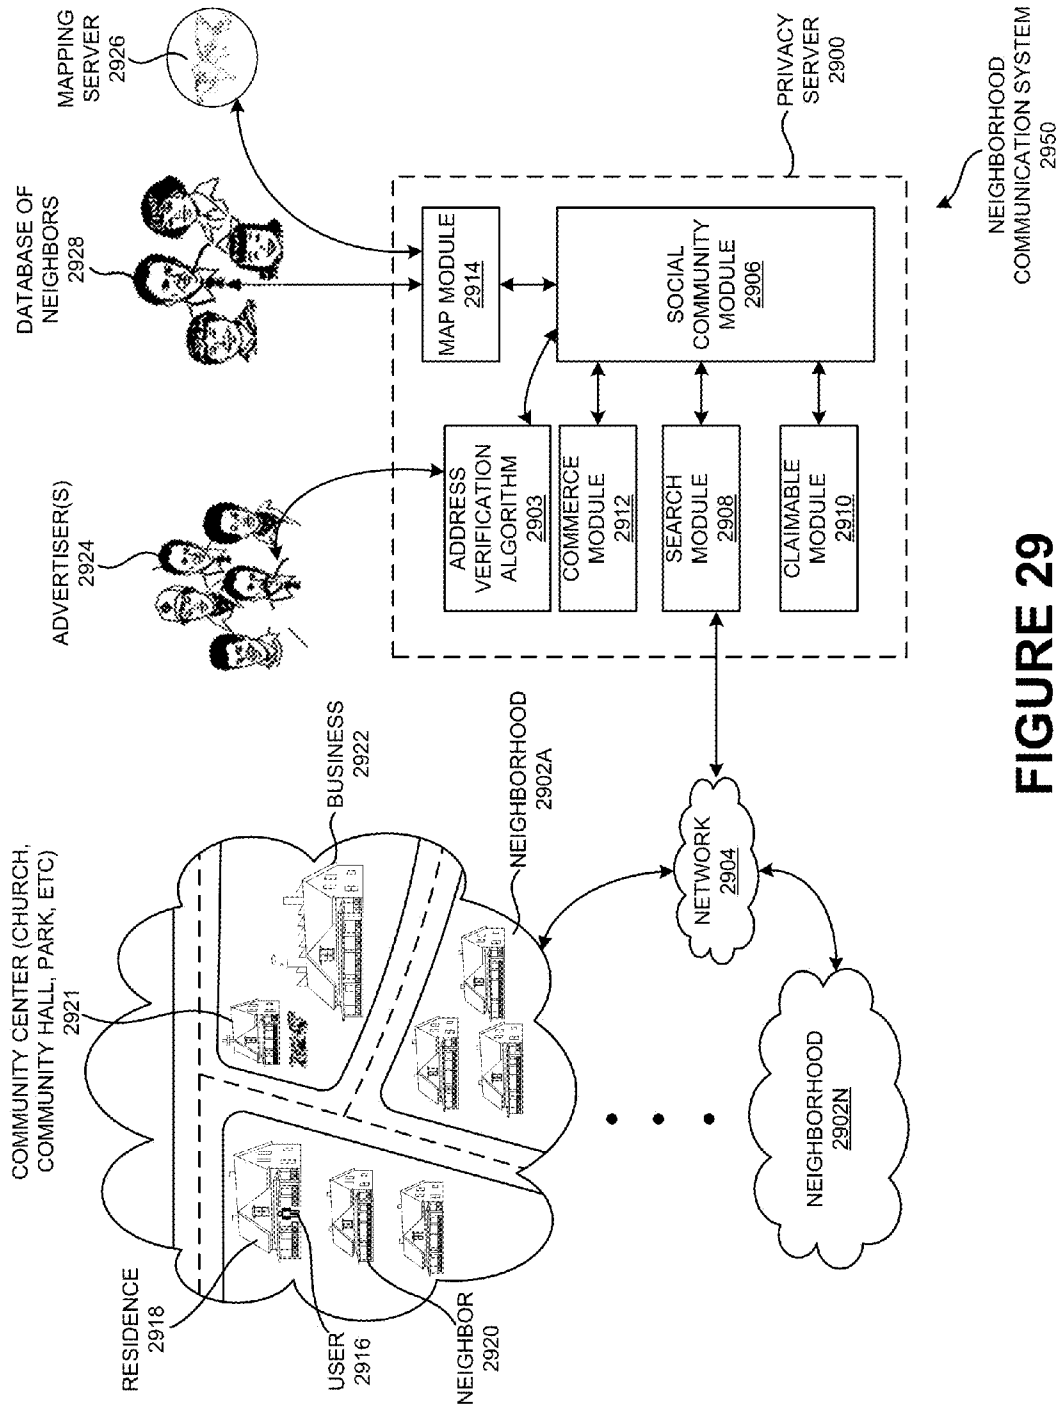 COMMUNITY CENTER (CHURCH,
COMMUNITY HALL, PARK, ETC)
2921
RESIDENCE
2918
USER
2916
NEIGHBOR
2920
BUSINESS
2922
NEIGHBORHOOD
2902A
NETWORK
2904
NEIGHBORHOOD
2902N
ADVERTISER(S)
2924
DATABASE OF
NEIGHBORS
2928
MAPPING
SERVER
2926
ADDRESS
VERIFICATION
ALGORITHM
2903
MAP MODULE
2914
COMMERCE
MODULE
2912
SEARCH
MODULE
2908
CLAIMABLE
MODULE
2910
SOCIAL
COMMUNITY
MODULE
2906
PRIVACY
SERVER
2900
NEIGHBORHOOD
COMMUNICATION SYSTEM
2950
FIGURE 29